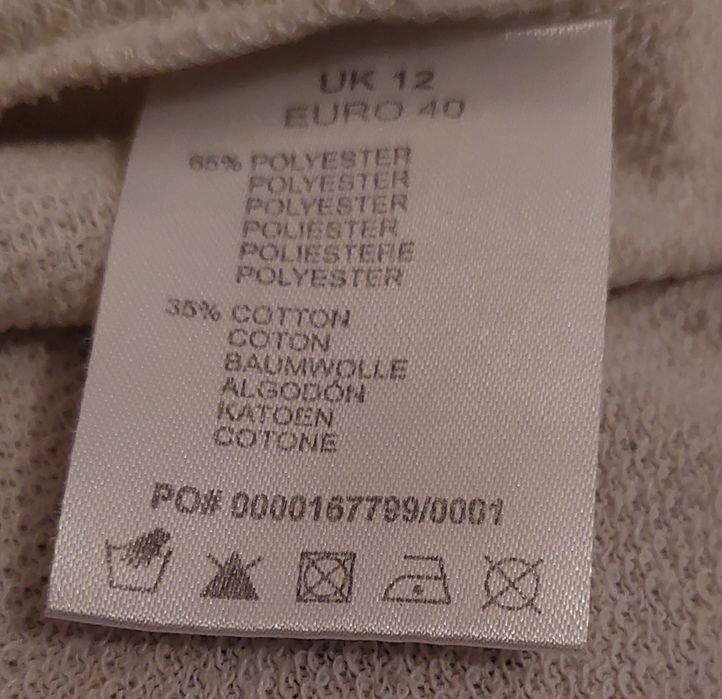 UK 12
EURO 40
65% POLYESTER
POLYESTER
POLYESTER
POLIESTER
POLIESTERE
POLYESTER
35% COTTON
COTON
BAUMWOLLE
ALGODÓN
KATOEN
COTONE
PO# 0000167799/0001